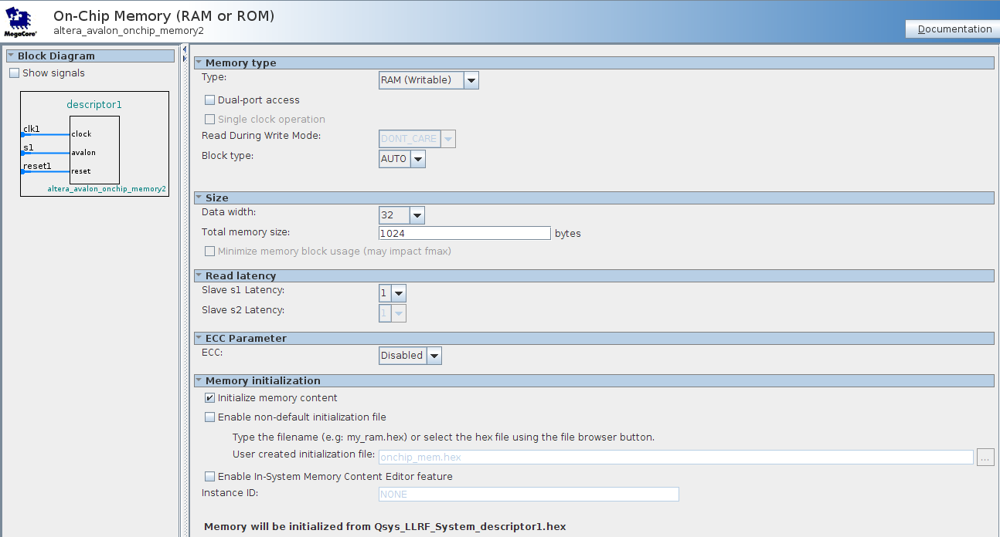 On-Chip Memory (RAM or ROM)
altera_avalon_onchip_memory2
MegaCore®
Documentation
Block Diagram
Show signals
descriptor1
clk1
clock
s1
avalon
reset1
reset
altera_avalon_onchip_memory2
Memory type
Type: RAM (Writable)
Dual-port access
Single clock operation
Read During Write Mode: DONT_CARE
Block type: AUTO
Size
Data width: 32
Total memory size: 1024 bytes
Minimize memory block usage (may impact fmax)
Read latency
Slave s1 Latency: 1
Slave s2 Latency: 1
ECC Parameter
ECC: Disabled
Memory initialization
Initialize memory content
Enable non-default initialization file
Type the filename (e.g: my_ram.hex) or select the hex file using the file browser button.
User created initialization file: onchip_mem.hex ...
Enable In-System Memory Content Editor feature
Instance ID: NONE
Memory will be initialized from Qsys_LLRF_System_descriptor1.hex